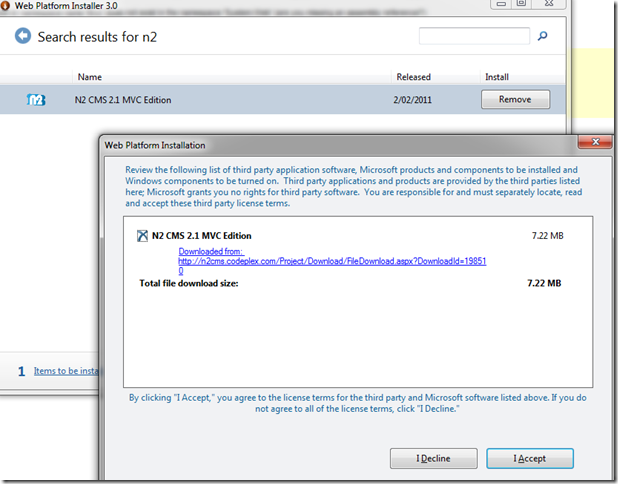 Web Platform Installer 3.0
Search results for n2
Name Released Install
n2 N2 CMS 2.1 MVC Edition 2/02/2011 Remove
Web Platform Installation
Review the following list of third party application software, Microsoft products and components to be installed and
Windows components to be turned on. Third party applications and products are provided by the third parties listed
here; Microsoft grants you no rights for third party software. You are responsible for and must separately locate, read
and accept these third party license terms.
N2 CMS 2.1 MVC Edition 7.22 MB
Downloaded from:
http://n2cms.codeplex.com/Project/Download/FileDownload.aspx?DownloadId=19851
0
Total file download size: 7.22 MB
1 Items to be insta
By clicking "I Accept," you agree to the license terms for the third party and Microsoft software listed above. If you do
not agree to all of the license terms, click "I Decline."
I Decline I Accept